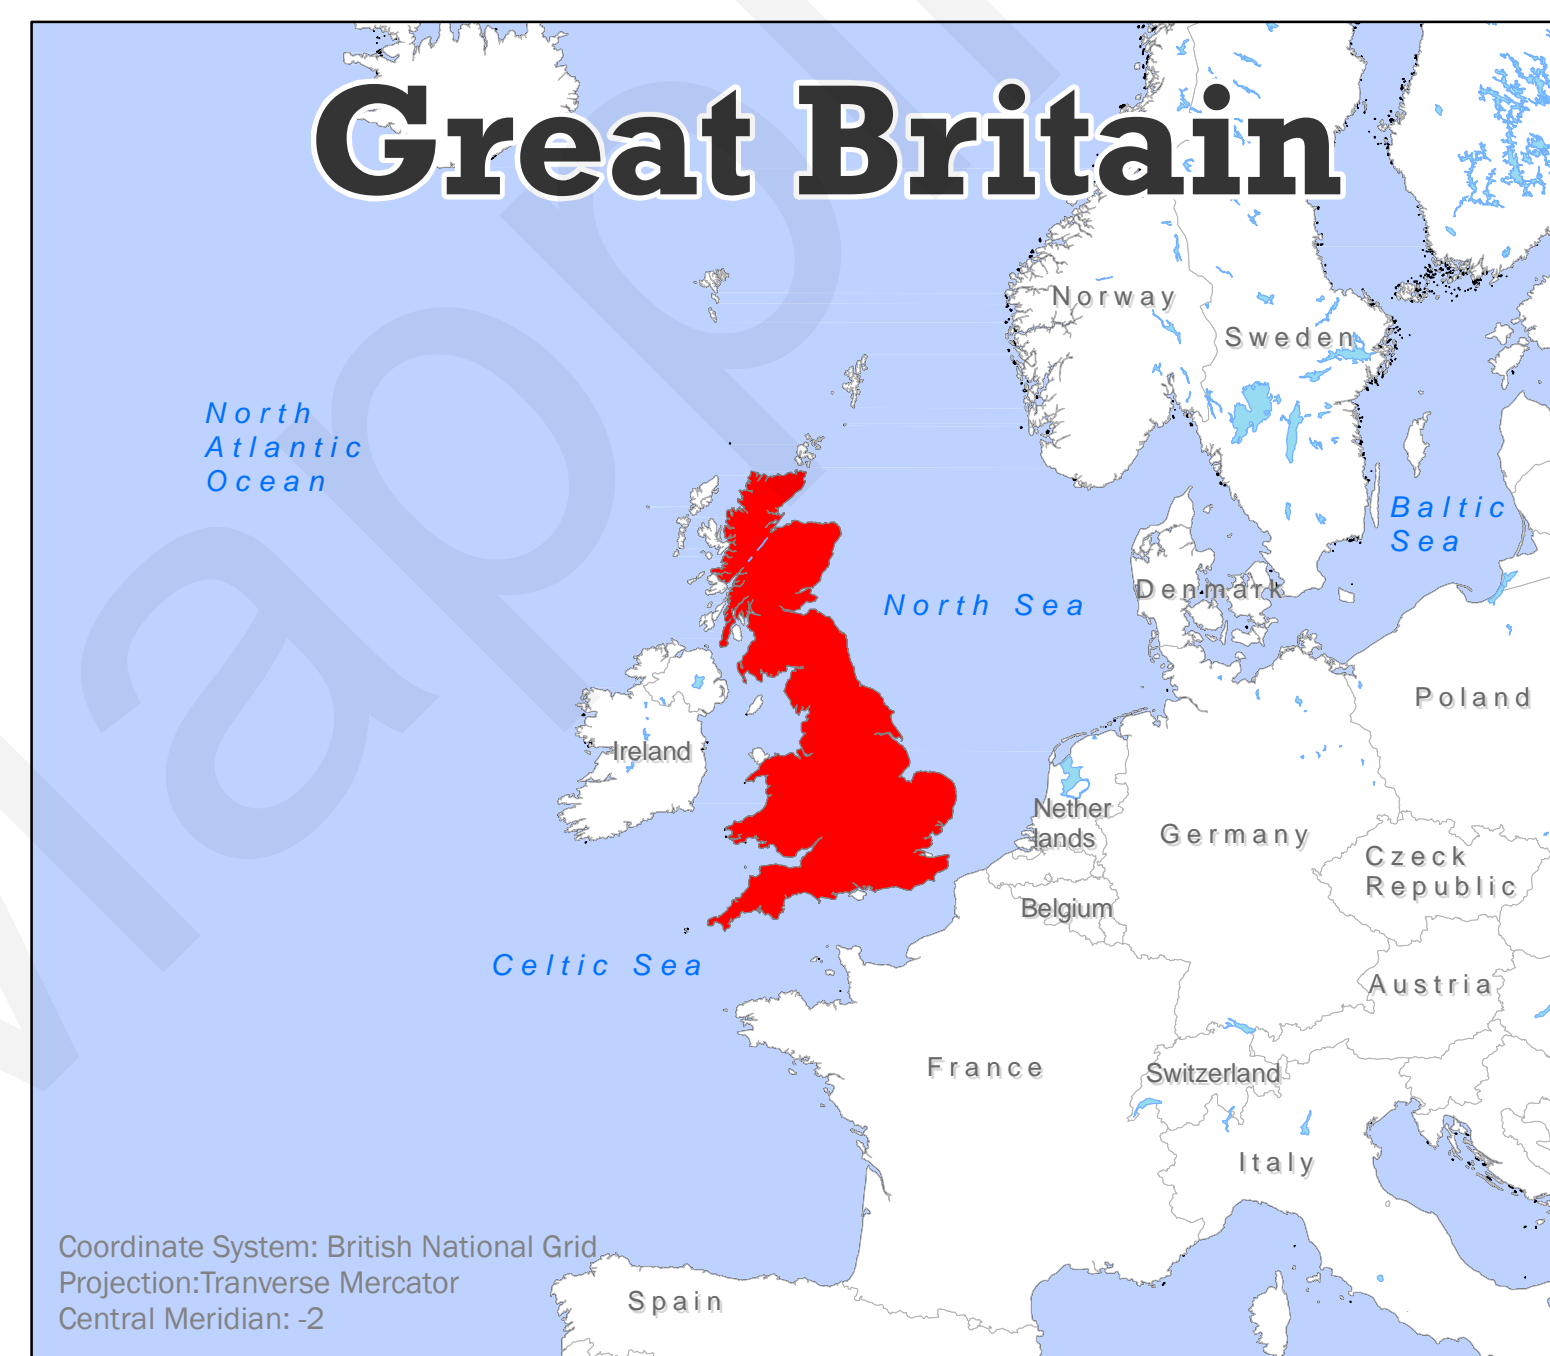 Great Britain
Norway
Sweden
North
Atlantic
Ocean
Baltic
Sea
Denmark
North Sea
Poland
Ireland
Nether
lands
Germany
Czeck
Republic
Belgium
Celtic Sea
Austria
France
Switzerland
Italy
Coordinate System: British National Grid
Projection:Tranverse Mercator
Central Meridian: -2
Spain